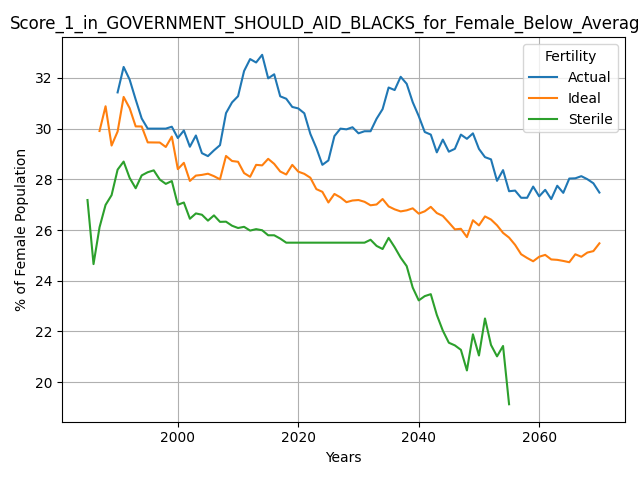 Score_1_in_GOVERNMENT_SHOULD_AID_BLACKS_for_Female_Below_Averag
Fertility
Actual
Ideal
Sterile
% of Female Population
32
30
28
26
24
22
20
2000 2020 2040 2060
Years